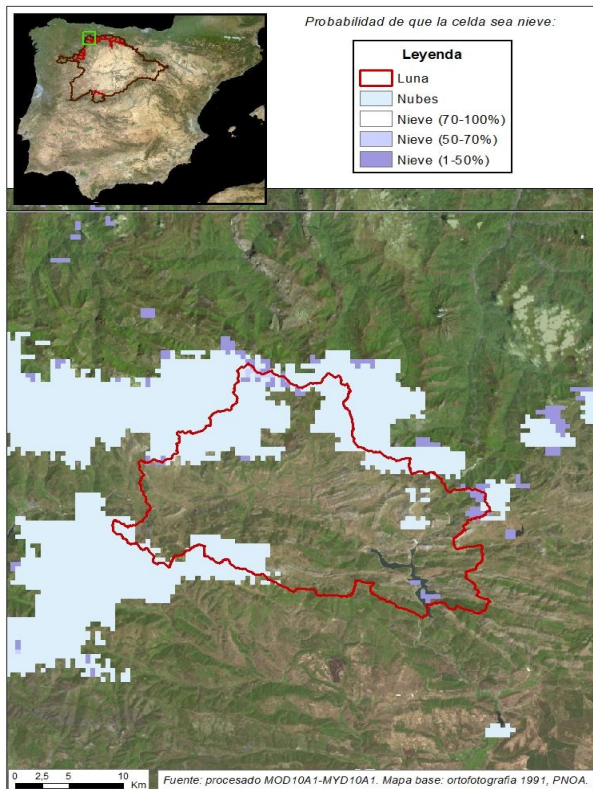 Probabilidad de que la celda sea nieve:
Leyenda
Luna
Nubes
Nieve (70-100%)
Nieve (50-70%)
Nieve (1-50%)
0 2,5 5 10
Km
Fuente: procesado MOD10A1-MYD10A1. Mapa base: ortofotografia 1991, PNOA.